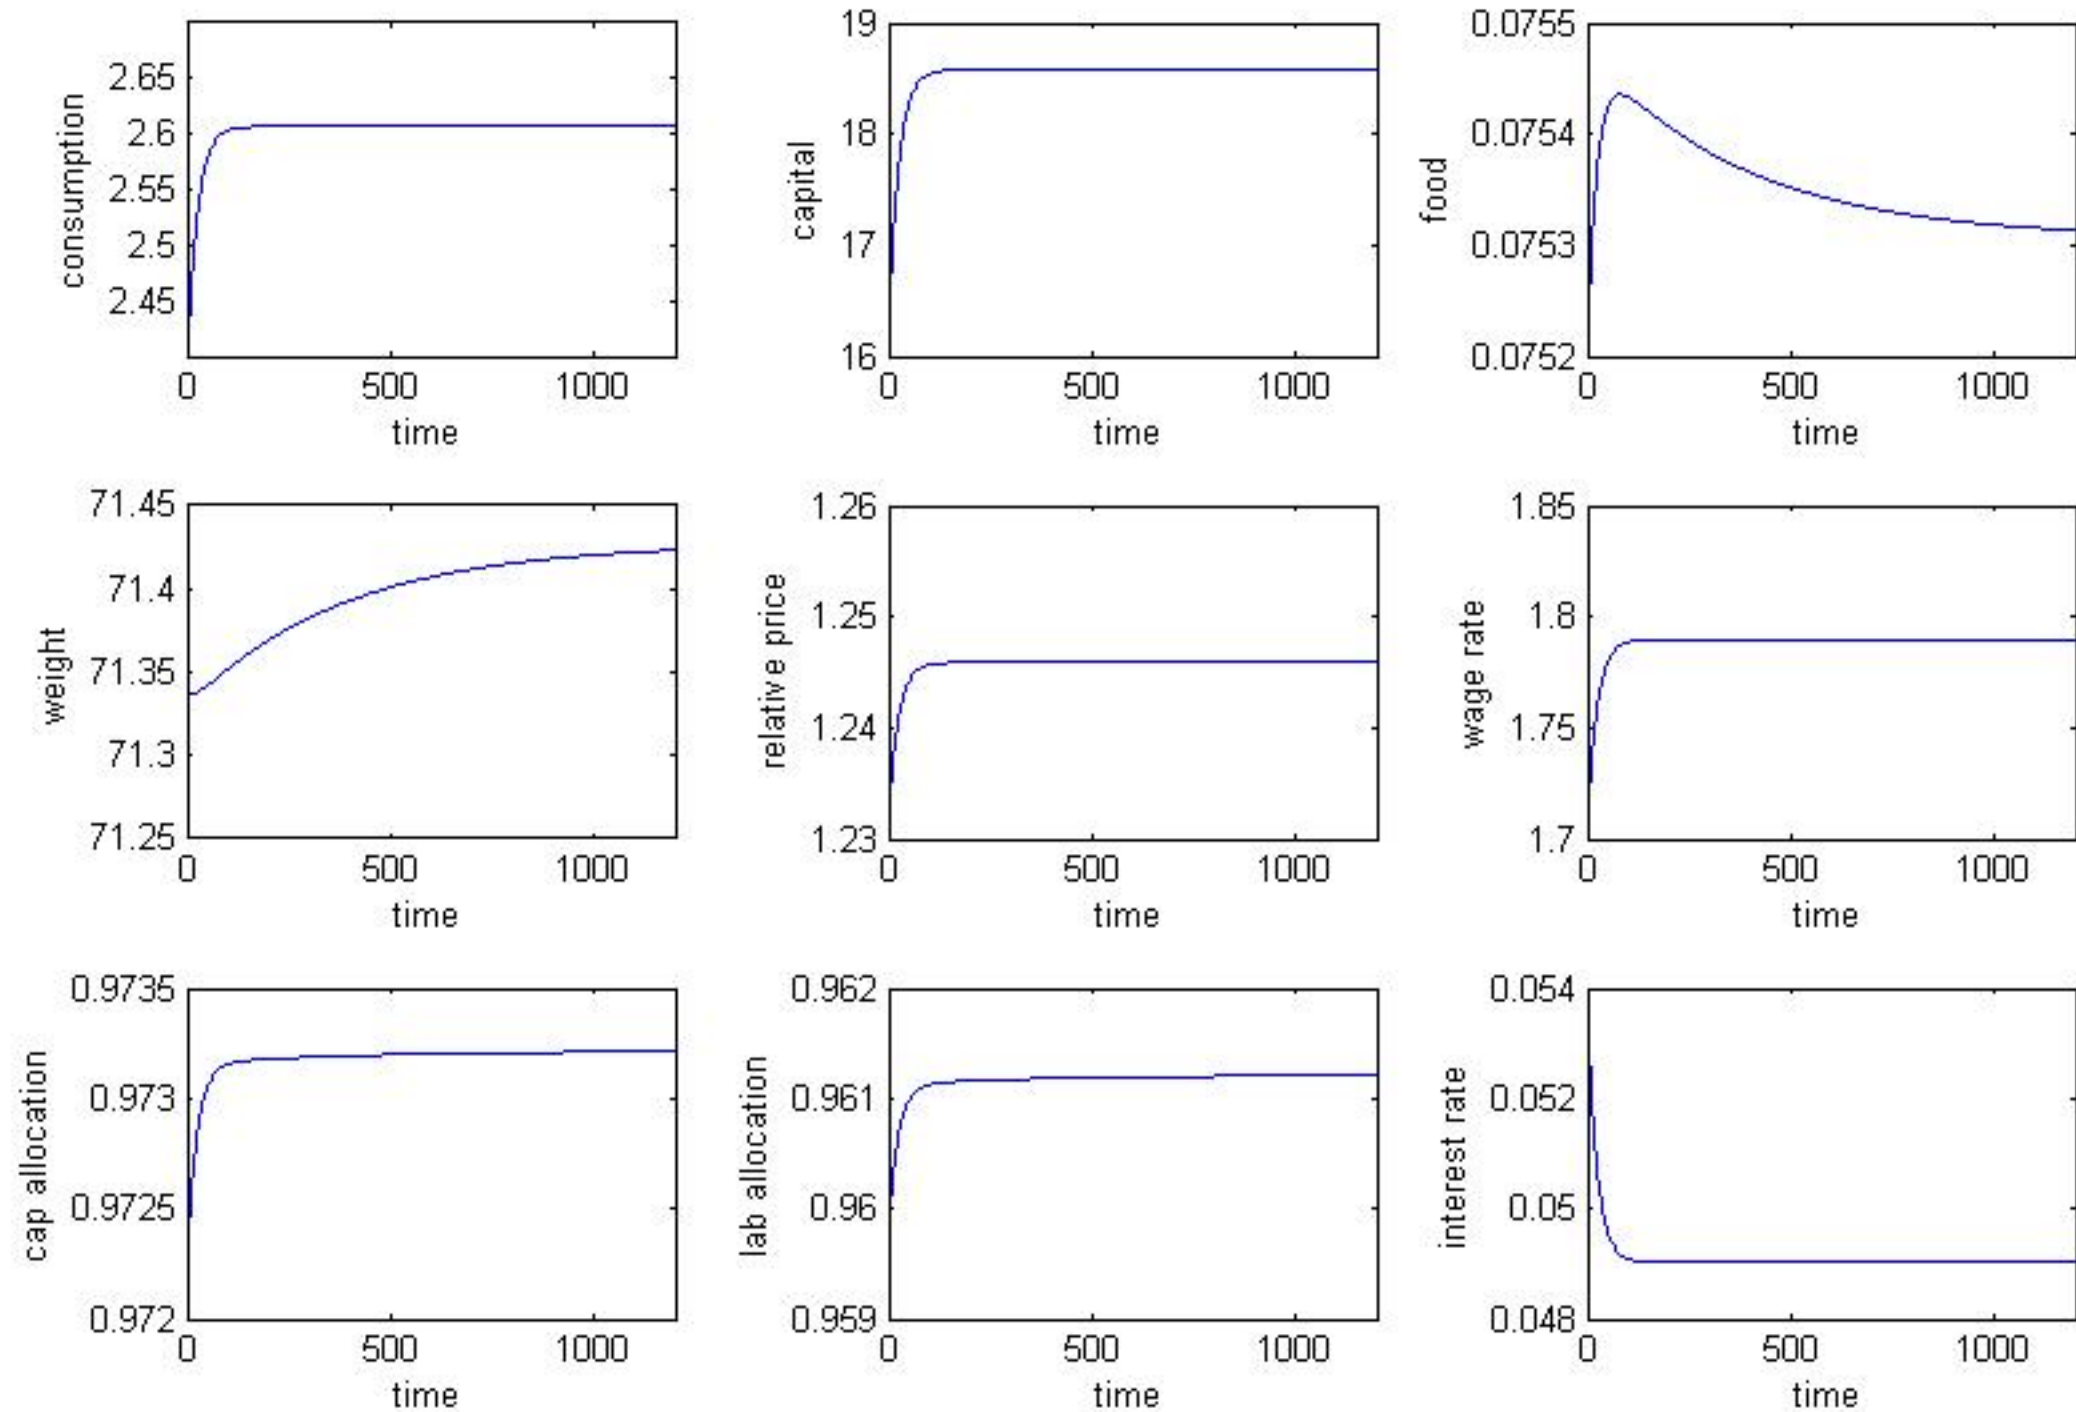 consumption
2.65
2.6
2.55
2.5
2.45
0 500 1000
time
capital
19
18
17
16
0 500 1000
time
food
0.0755
0.0754
0.0753
0.0752
0 500 1000
time
weight
71.45
71.4
71.35
71.3
71.25
0 500 1000
time
relative price
1.26
1.25
1.24
1.23
0 500 1000
time
wage rate
1.85
1.8
1.75
1.7
0 500 1000
time
cap allocation
0.9735
0.973
0.9725
0.972
0 500 1000
time
lab allocation
0.962
0.961
0.96
0.959
0 500 1000
time
interest rate
0.054
0.052
0.05
0.048
0 500 1000
time